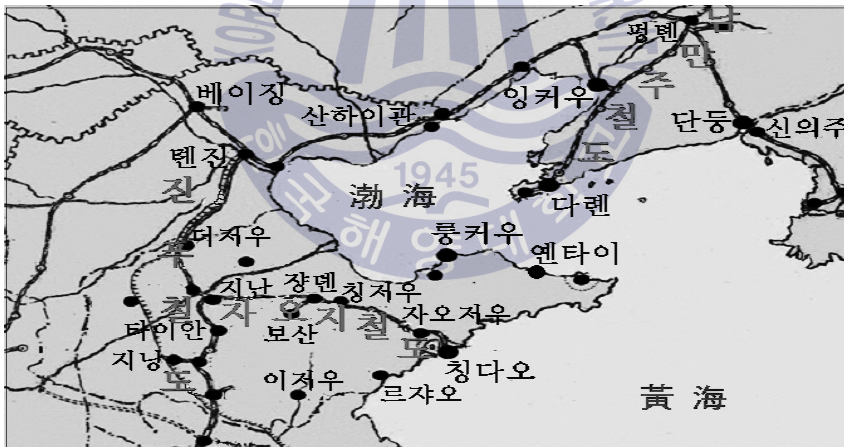 펑톈
남만주철도
베이징
산하이관
잉커우
단둥
신의주
톈진
1945
渤海
다롄
진푸철도
더저우
룽커우
옌타이
지난
쟝뎬
칭저우
자오지철도
타이안
보산
자오저우
지닝
이저우
르쟈오
칭다오
黃海